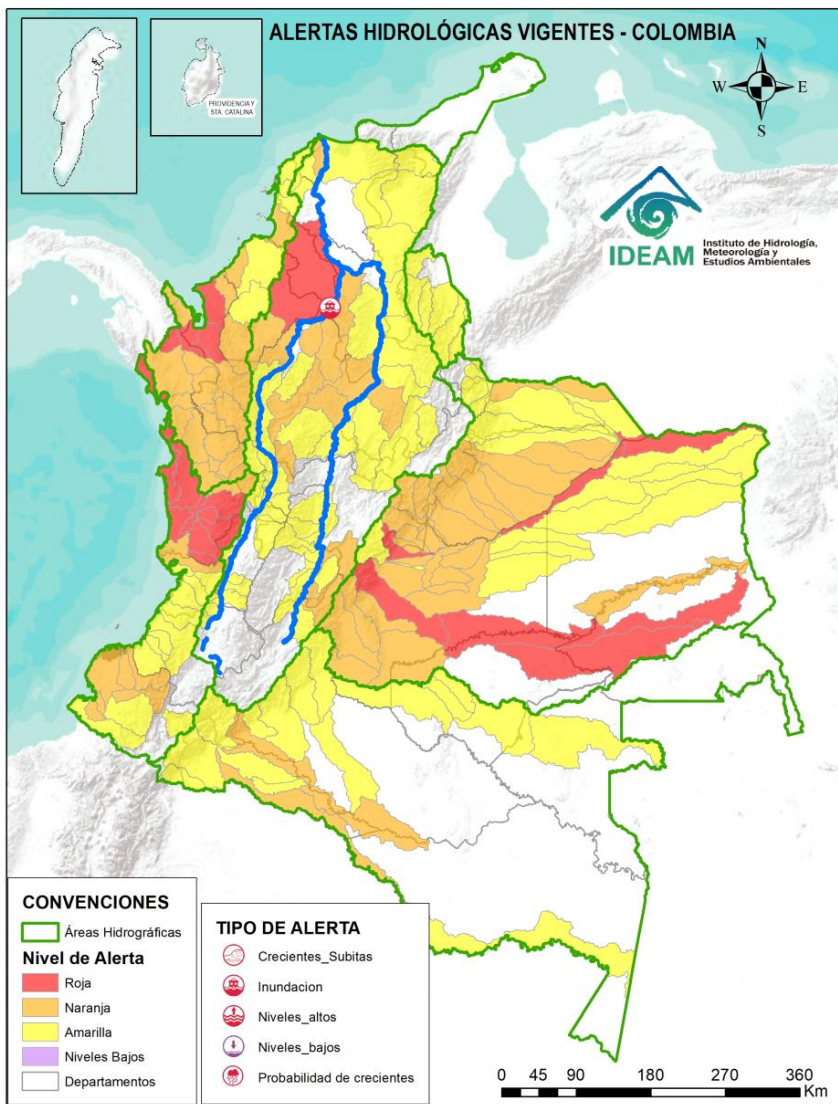 ALERTAS HIDROLÓGICAS VIGENTES - COLOMBIA
PROVIDENCIA Y
STA. CATALINA
N
W
E
S
IDEAM
Instituto de Hidrología,
Meteorología y
Estudios Ambientales
CONVENCIONES
Áreas Hidrográficas
Nivel de Alerta
Roja
Naranja
Amarilla
Niveles Bajos
Departamentos
TIPO DE ALERTA
Crecientes_Subitas
Inundacion
Niveles_altos
Niveles_bajos
Probabilidad de crecientes
0 45 90 180 270 360
Km